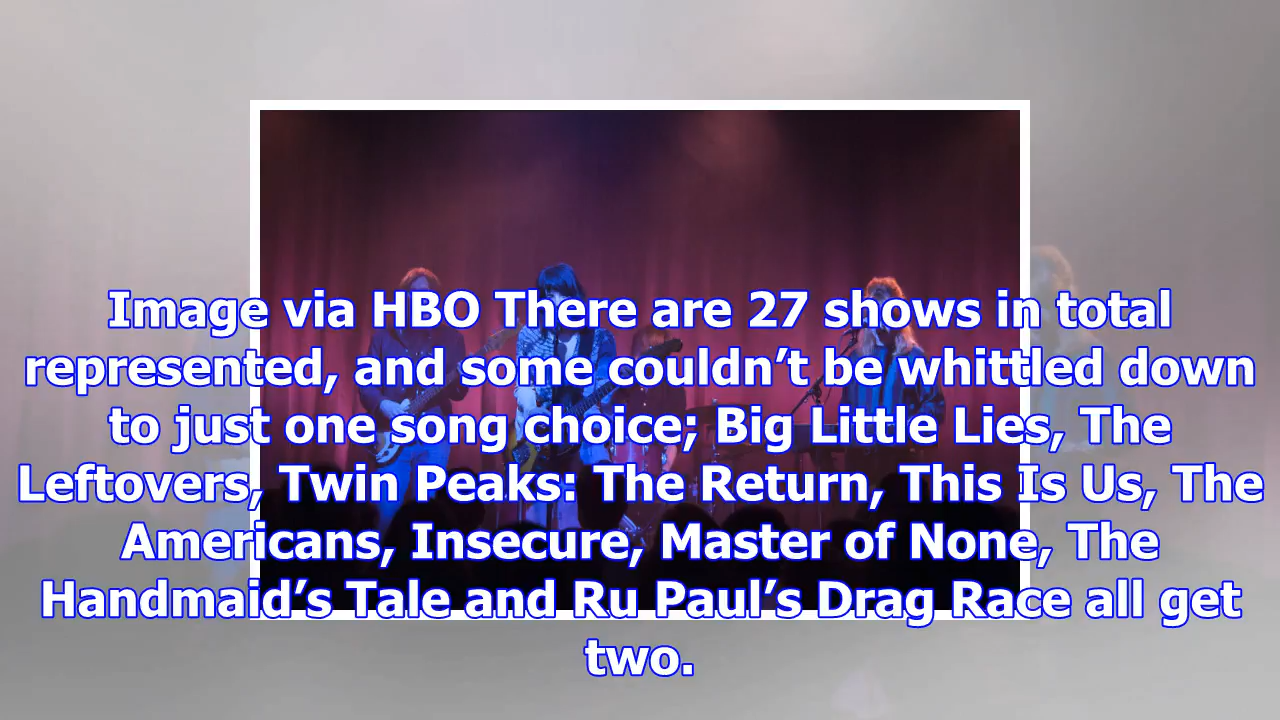 Image via HBO There are 27 shows in total
represented, and some couldn’t be whittled down
to just one song choice; Big Little Lies, The
Leftovers, Twin Peaks: The Return, This Is Us, The
Americans, Insecure, Master of None, The
Handmaid’s Tale and Ru Paul’s Drag Race all get
two.